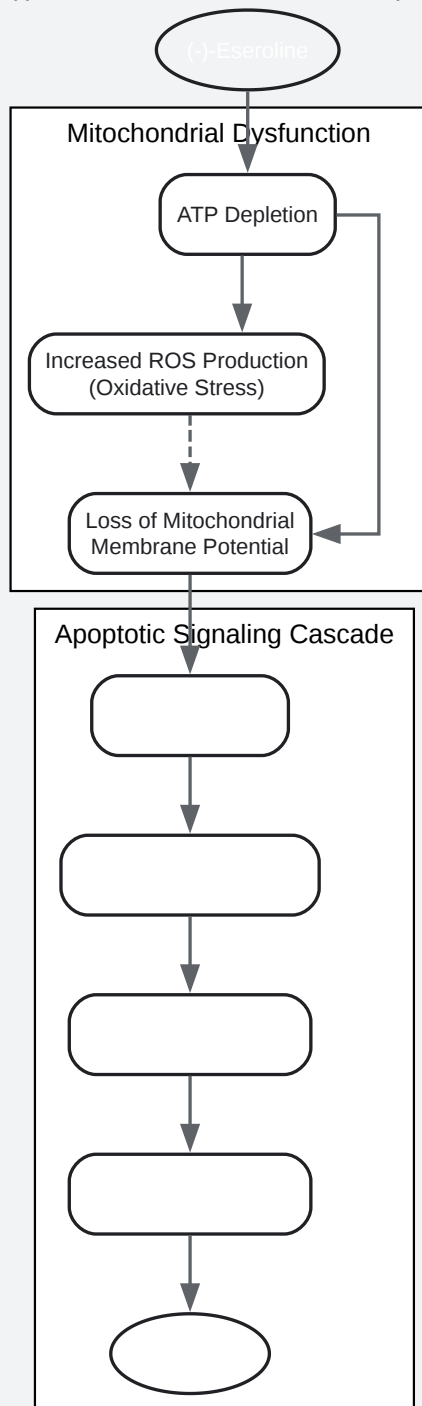 (-)-Eseroline
Mitochondrial Dysfunction
ATP Depletion
Increased ROS Production
(Oxidative Stress)
Loss of Mitochondrial
Membrane Potential
Apoptotic Signaling Cascade